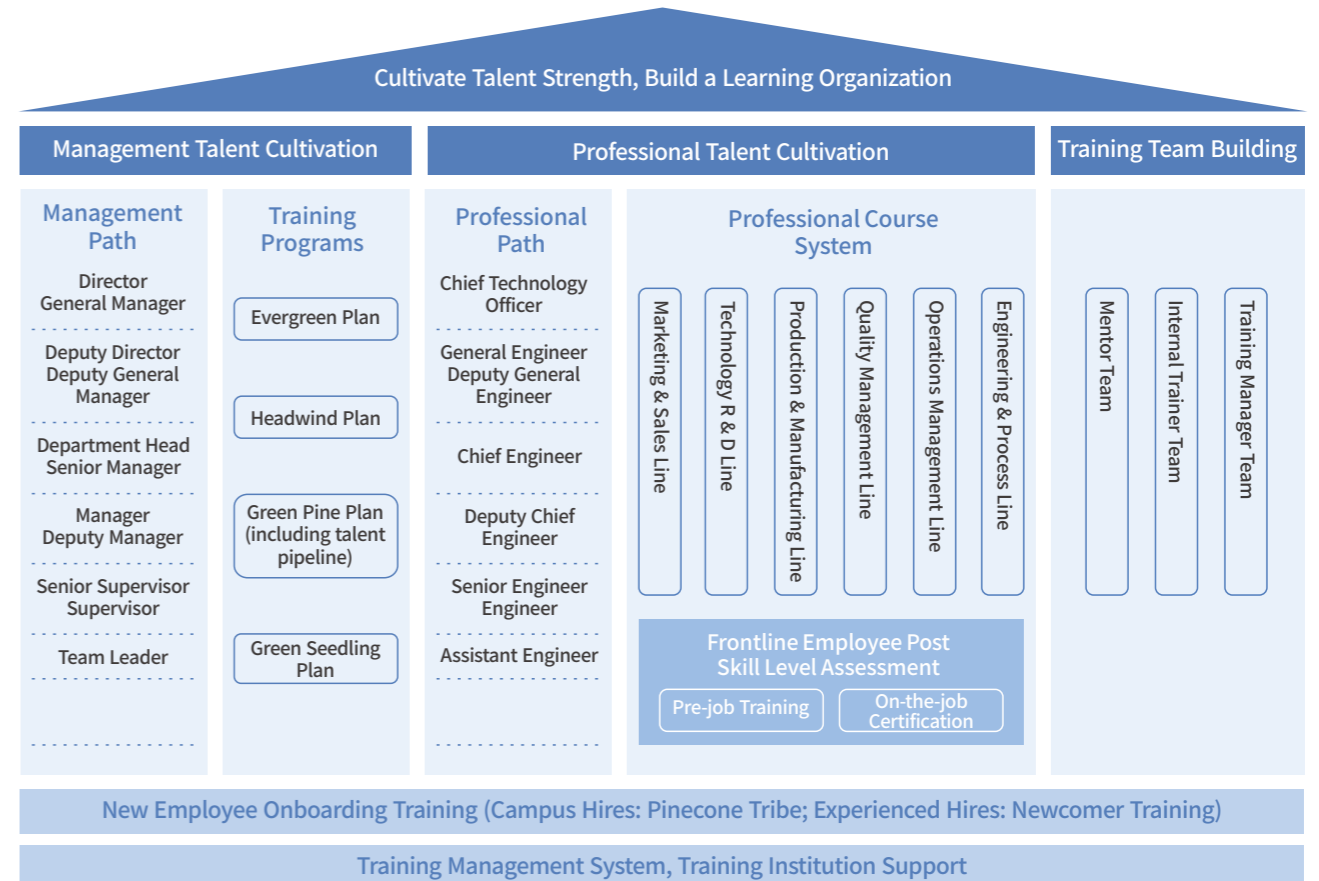 Cultivate Talent Strength, Build a Learning Organization
Management Talent Cultivation
Professional Talent Cultivation
Training Team Building
Management
Path
Director
General Manager
Deputy Director
Deputy General
Manager
Department Head
Senior Manager
Manager
Deputy Manager
Senior Supervisor
Supervisor
Team Leader
Training
Programs
Evergreen Plan
Headwind Plan
Green Pine Plan
(including talent
pipeline)
Green Seedling
Plan
Professional
Path
Chief Technology
Officer
General Engineer
Deputy General
Engineer
Chief Engineer
Deputy Chief
Engineer
Senior Engineer
Engineer
Assistant Engineer
Professional Course
System
Marketing & Sales Line
Technology R & D Line
Production & Manufacturing Line
Quality Management Line
Operations Management Line
Engineering & Process Line
Frontline Employee Post
Skill Level Assessment
Pre-job Training
On-the-job
Certification
Mentor Team
Internal Trainer Team
Training Manager Team
New Employee Onboarding Training (Campus Hires: Pinecone Tribe; Experienced Hires: Newcomer Training)
Training Management System, Training Institution Support